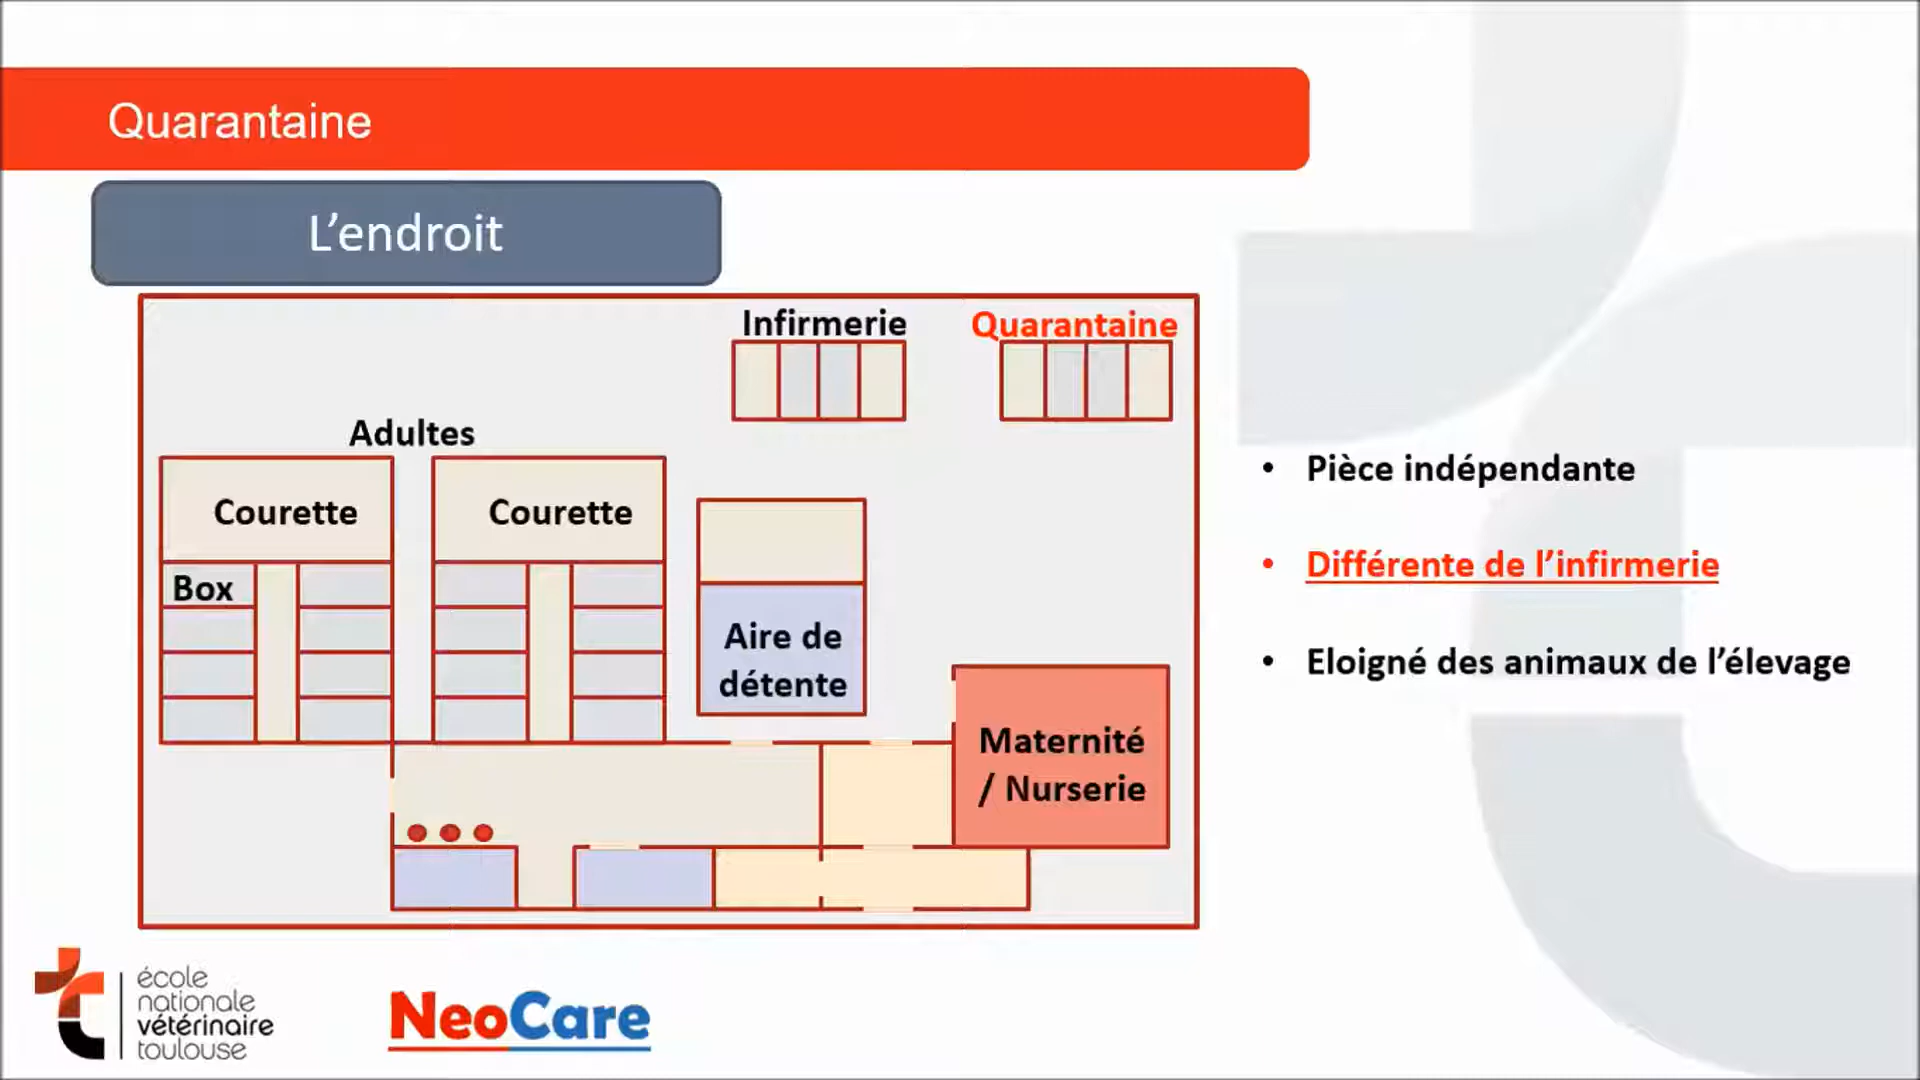 Quarantaine
L’endroit
Infirmerie
Quarantaine
Adultes
Courette
Courette
Box
Aire de
détente
Maternité
/ Nurserie
• Pièce indépendante
• Différente de l’infirmerie
• Eloigné des animaux de l’élevage
école
nationale
vétérinaire
toulouse
NeoCare